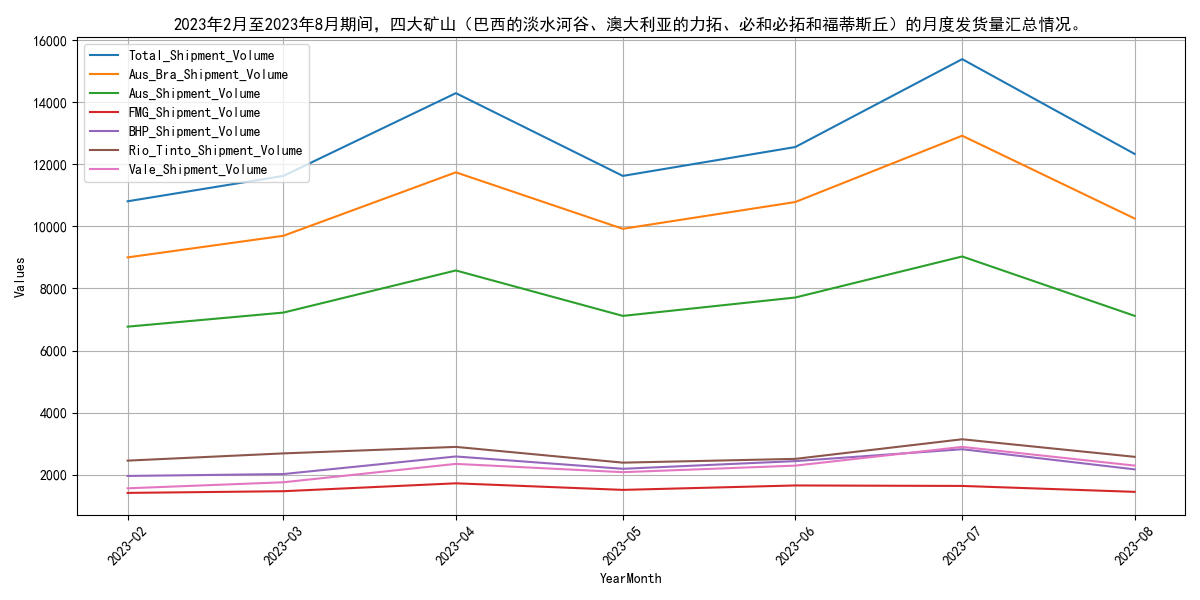 2023年2月至2023年8月期间，四大矿山（巴西的淡水河谷、澳大利亚的力拓、必和必拓和福蒂斯丘）的月度发货量汇总情况。
Total_Shipment_Volume
Aus_Bra_Shipment_Volume
Aus_Shipment_Volume
FMG_Shipment_Volume
BHP_Shipment_Volume
Rio_Tinto_Shipment_Volume
Vale_Shipment_Volume
16000
14000
12000
10000
8000
6000
4000
2000
Values
2023-02
2023-03
2023-04
2023-05
2023-06
2023-07
2023-08
YearMonth